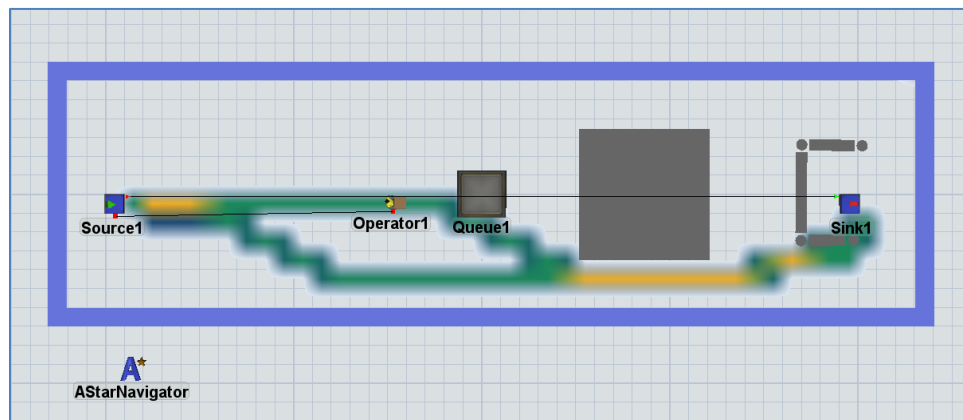 Operator1
Source1
Queue1
Sink1
AStarNavigator